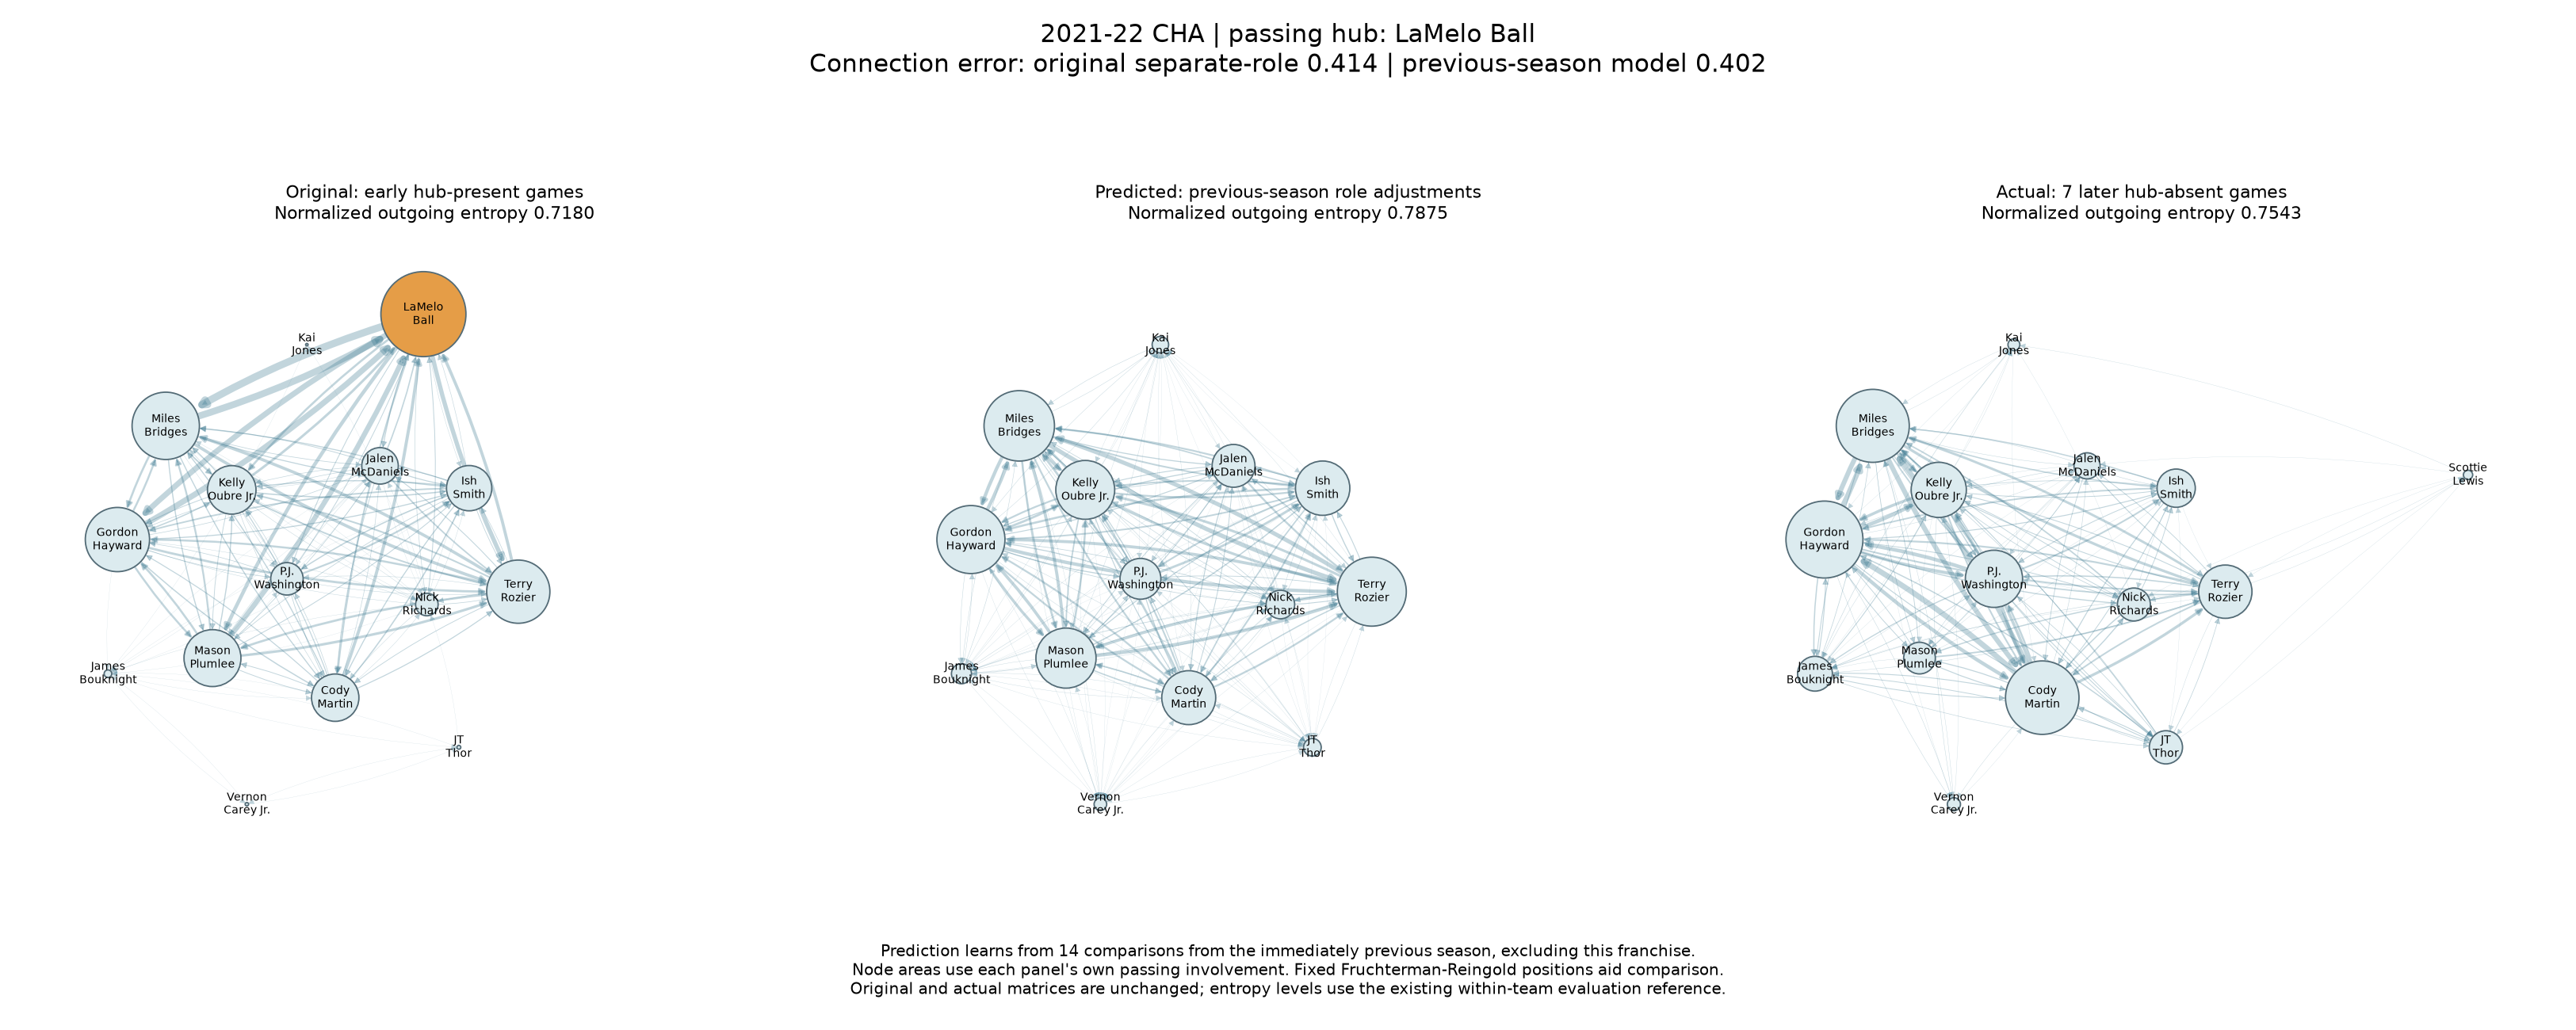 2021-22 CHA | passing hub: LaMelo Ball
Connection error: original separate-role 0.414 | previous-season model 0.402
Original: early hub-present games
Normalized outgoing entropy 0.7180
LaMelo
Ball
Kai
Jones
Miles
Bridges
Jalen
McDaniels
Kelly
Oubre Jr.
Ish
Smith
Gordon
Hayward
P.J.
Washington
Nick
Richards
Terry
Rozier
Mason
Plumlee
James
Bouknight
Cody
Martin
JT
Thor
Vernon
Carey Jr.
Predicted: previous-season role adjustments
Normalized outgoing entropy 0.7875
Kai
Jones
Miles
Bridges
Jalen
McDaniels
Kelly
Oubre Jr.
Ish
Smith
Gordon
Hayward
P.J.
Washington
Nick
Richards
Terry
Rozier
Mason
Plumlee
James
Bouknight
Cody
Martin
JT
Thor
Vernon
Carey Jr.
Actual: 7 later hub-absent games
Normalized outgoing entropy 0.7543
Kai
Jones
Miles
Bridges
Jalen
McDaniels
Scottie
Lewis
Kelly
Oubre Jr.
Ish
Smith
Gordon
Hayward
P.J.
Washington
Nick
Richards
Terry
Rozier
Mason
Plumlee
James
Bouknight
Cody
Martin
JT
Thor
Vernon
Carey Jr.
Prediction learns from 14 comparisons from the immediately previous season, excluding this franchise.
Node areas use each panel's own passing involvement. Fixed Fruchterman-Reingold positions aid comparison.
Original and actual matrices are unchanged; entropy levels use the existing within-team evaluation reference.